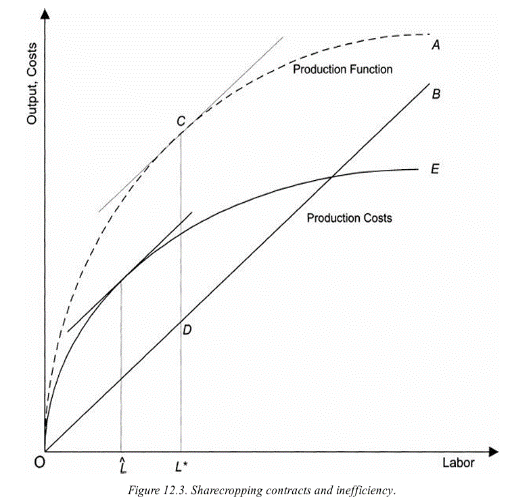 Output, Costs
A
Production Function
B
C
E
Production Costs
D
O
L̂
L*
Labor
Figure 12.3. Sharecropping contracts and inefficiency.